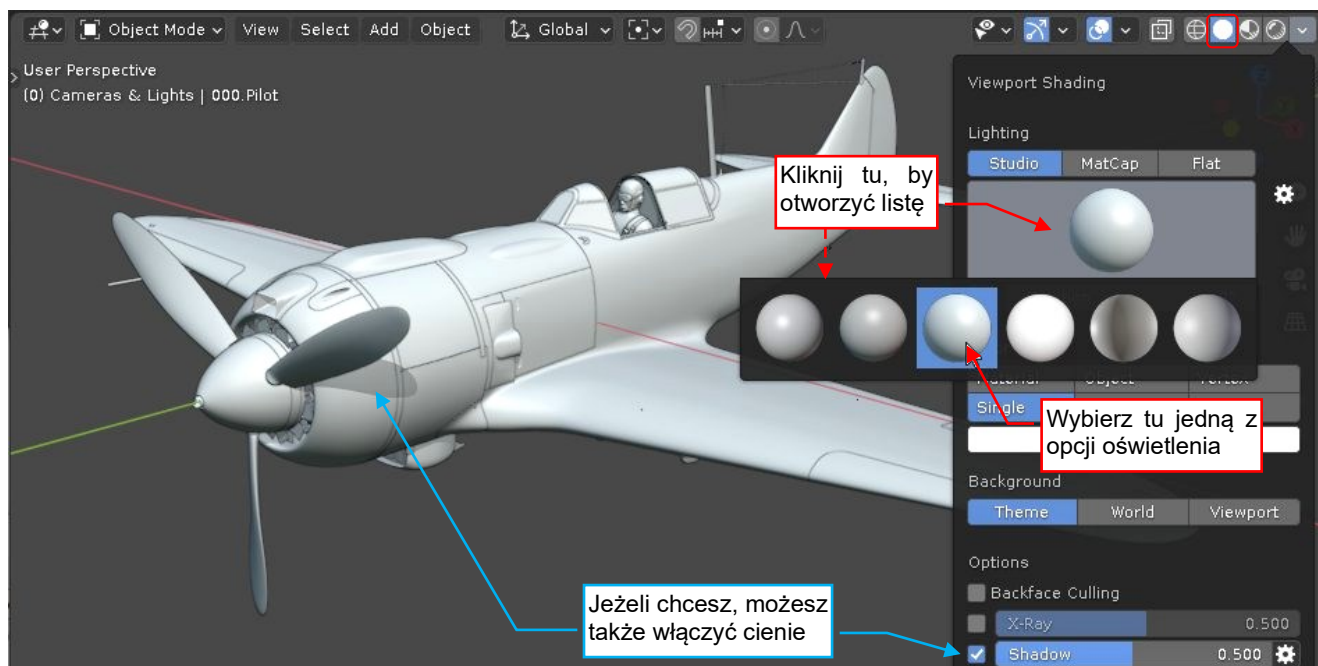 Object Mode View Select Add Object Global
User Perspective
(0) Cameras & Lights | 000.Pilot
Viewport Shading
Lighting
Studio MatCap Flat
Kliknij tu, by
otworzyć listę
Single
Wybierz tu jedną z
opcji oświetlenia
Background
Theme World Viewport
Options
Backface Culling
X-Ray 0.500
Jeżeli chcesz, możesz
także włączyć cienie
Shadow 0.500